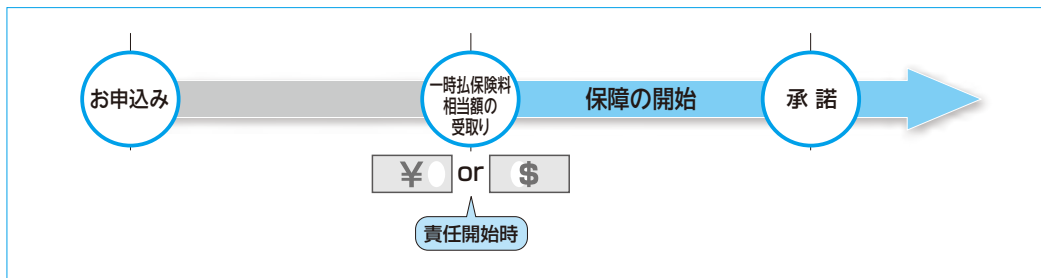 お申込み
一時払保険料
相当額の
受取り
保障の開始
承 諾
¥ or $
責任開始時